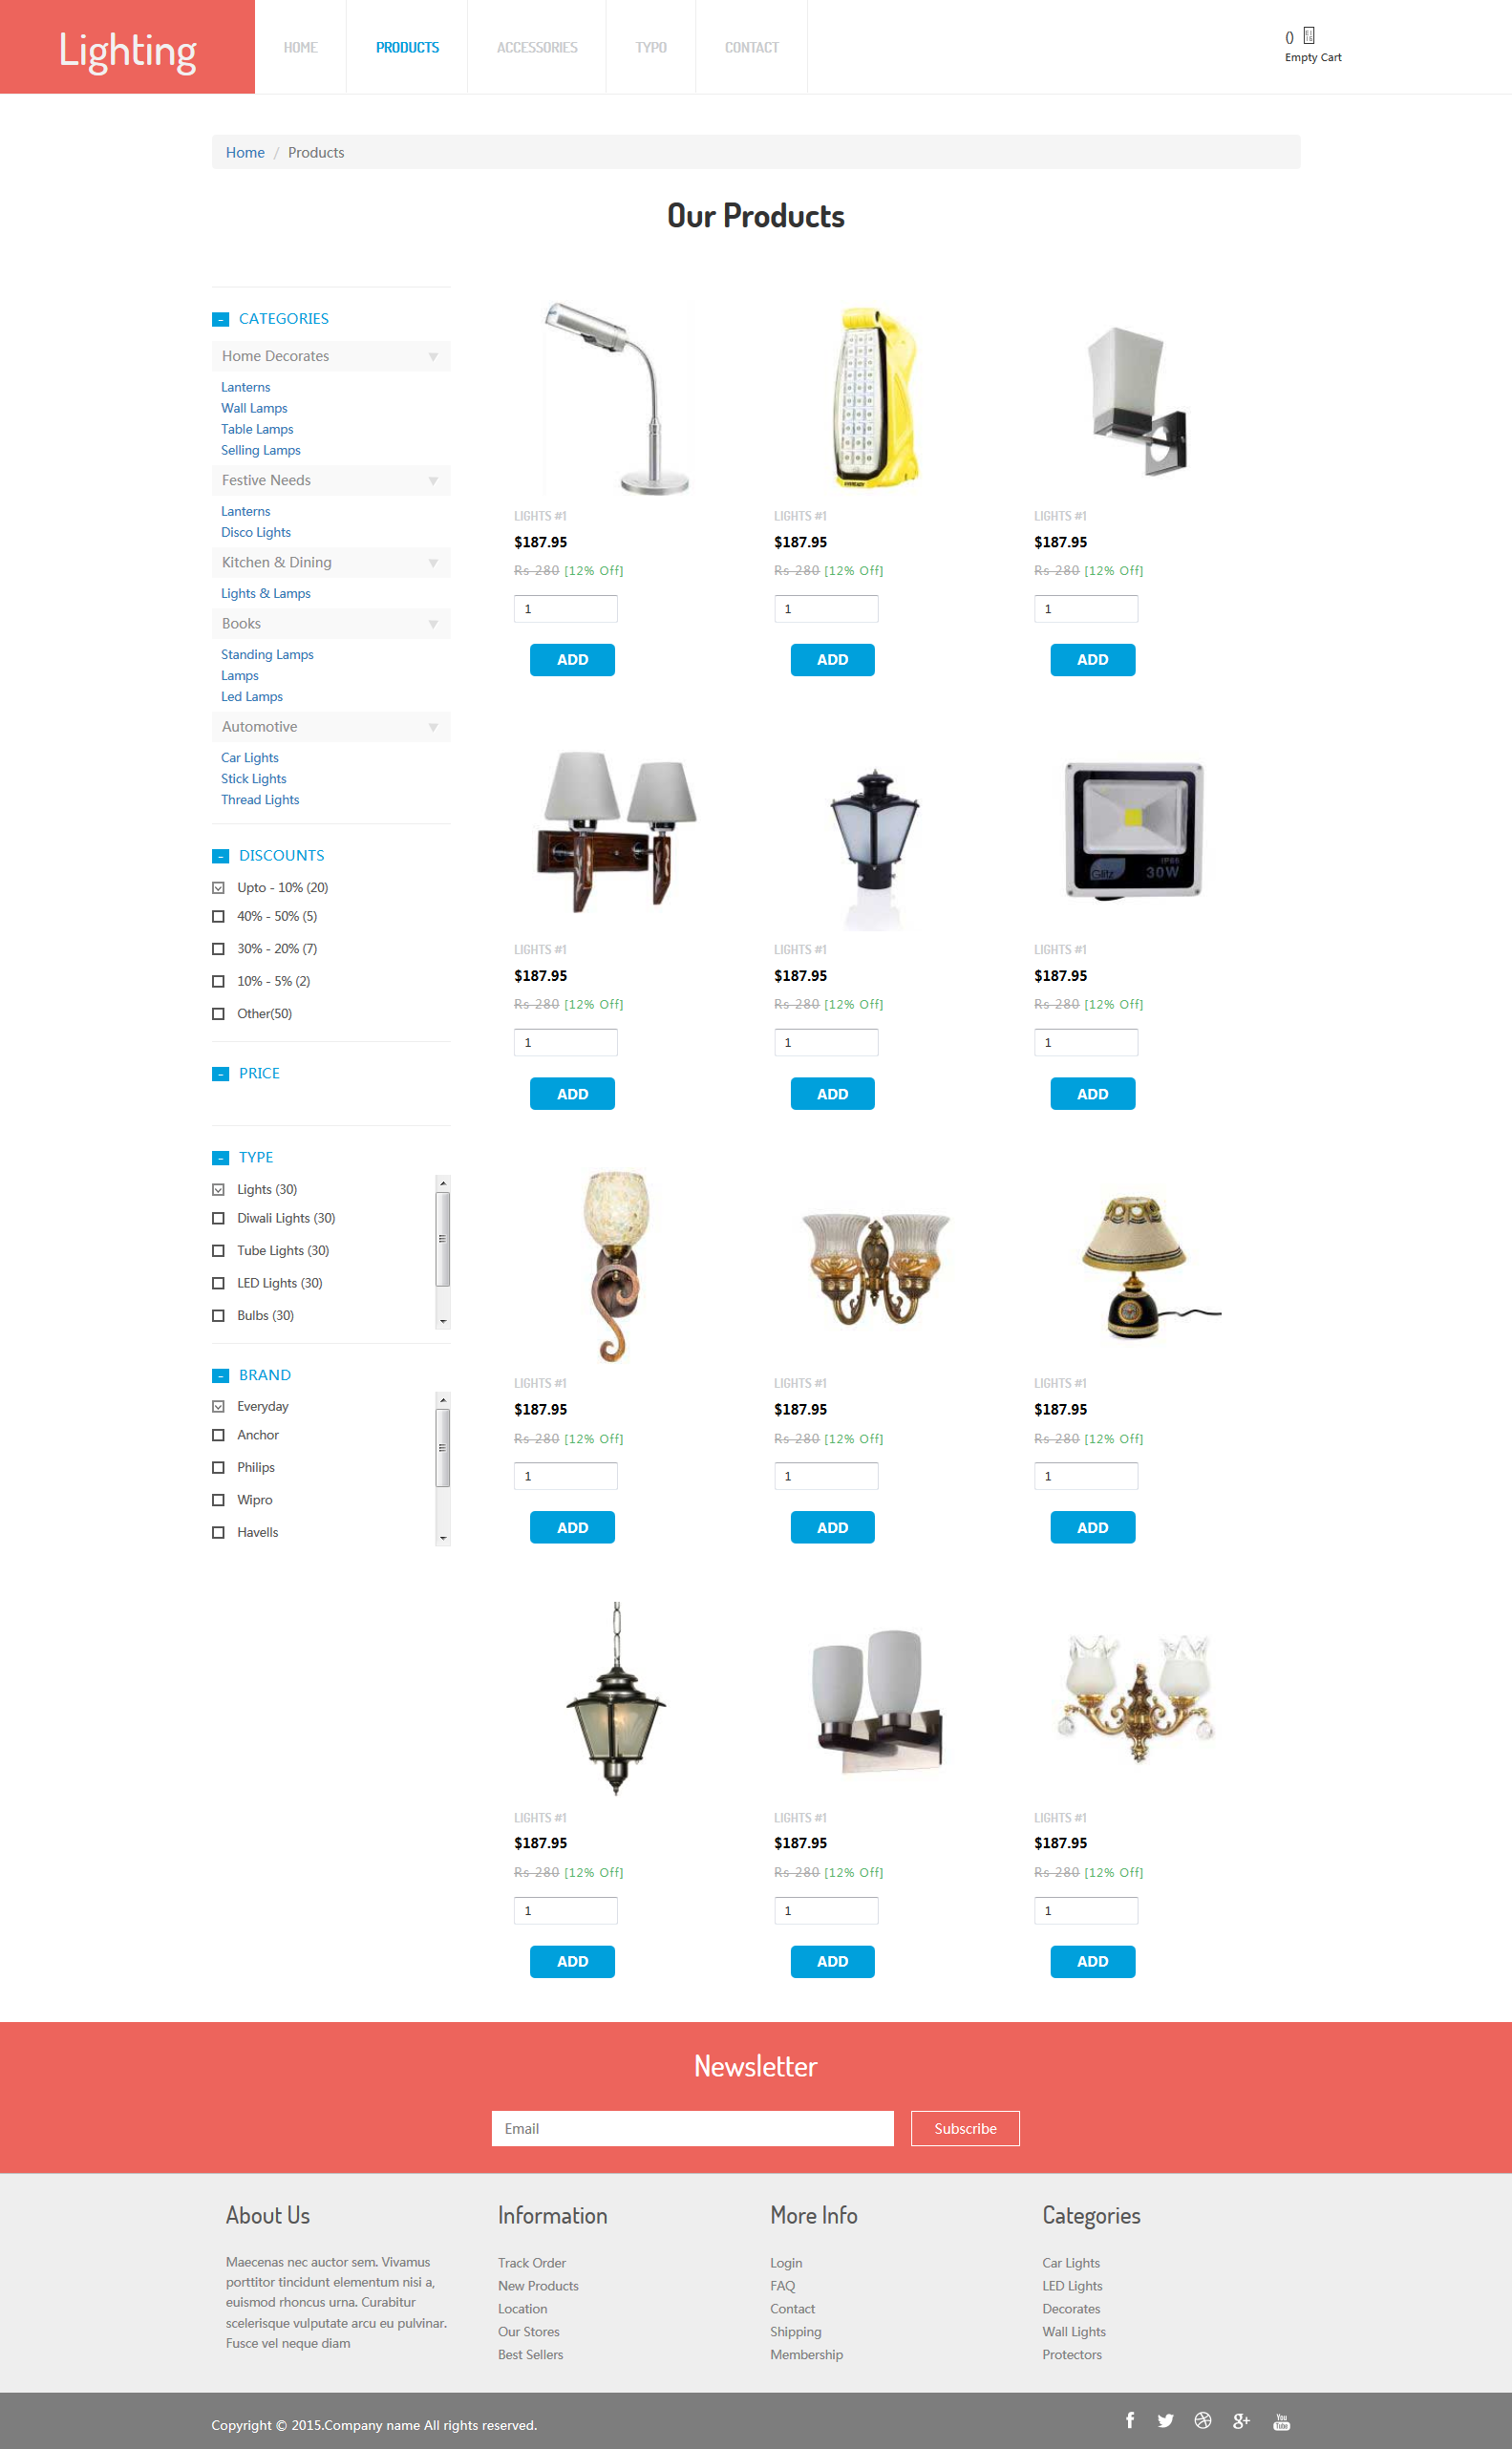 Lighting
HOME
PRODUCTS
ACCESSORIES
TYPO
CONTACT
()
Empty Cart
Home / Products
Our Products
- CATEGORIES
Home Decorates
Lanterns
Wall Lamps
Table Lamps
Selling Lamps
Festive Needs
Lanterns
Disco Lights
Kitchen & Dining
Lights & Lamps
Books
Standing Lamps
Lamps
Led Lamps
Automotive
Car Lights
Stick Lights
Thread Lights
- DISCOUNTS
Upto - 10% (20)
40% - 50% (5)
30% - 20% (7)
10% - 5% (2)
Other(50)
- PRICE
- TYPE
Lights (30)
Diwali Lights (30)
Tube Lights (30)
LED Lights (30)
Bulbs (30)
- BRAND
Everyday
Anchor
Philips
Wipro
Havells
LIGHTS #1
$187.95
Rs 280 [12% Off]
1
ADD
EVEREADY
LIGHTS #1
$187.95
Rs 280 [12% Off]
1
ADD
LIGHTS #1
$187.95
Rs 280 [12% Off]
1
ADD
LIGHTS #1
$187.95
Rs 280 [12% Off]
1
ADD
LIGHTS #1
$187.95
Rs 280 [12% Off]
1
ADD
Glitz
IP65
30W
LIGHTS #1
$187.95
Rs 280 [12% Off]
1
ADD
LIGHTS #1
$187.95
Rs 280 [12% Off]
1
ADD
LIGHTS #1
$187.95
Rs 280 [12% Off]
1
ADD
LIGHTS #1
$187.95
Rs 280 [12% Off]
1
ADD
LIGHTS #1
$187.95
Rs 280 [12% Off]
1
ADD
LIGHTS #1
$187.95
Rs 280 [12% Off]
1
ADD
LIGHTS #1
$187.95
Rs 280 [12% Off]
1
ADD
Newsletter
Email
Subscribe
About Us
Maecenas nec auctor sem. Vivamus
porttitor tincidunt elementum nisi a,
euismod rhoncus urna. Curabitur
scelerisque vulputate arcu eu pulvinar.
Fusce vel neque diam
Information
Track Order
New Products
Location
Our Stores
Best Sellers
More Info
Login
FAQ
Contact
Shipping
Membership
Categories
Car Lights
LED Lights
Decorates
Wall Lights
Protectors
Copyright © 2015.Company name All rights reserved.
You
Tube